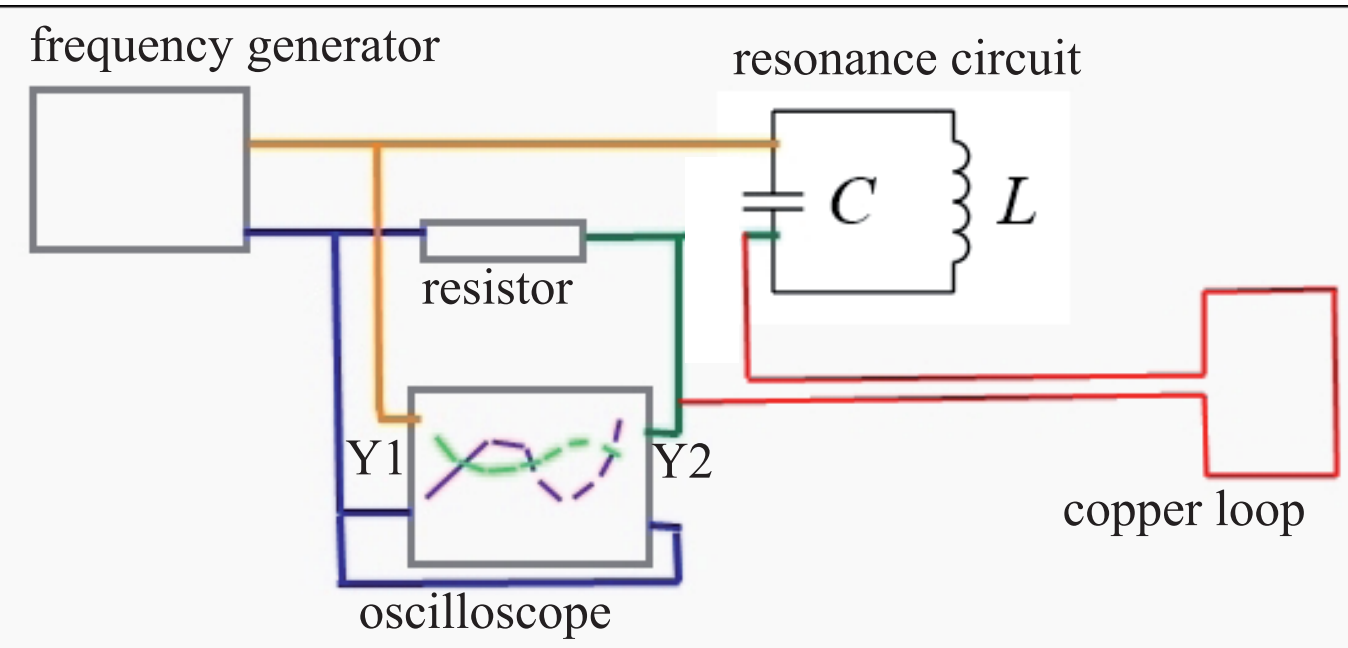 frequency generator
resonance circuit
C
L
resistor
Y1
Y2
copper loop
oscilloscope